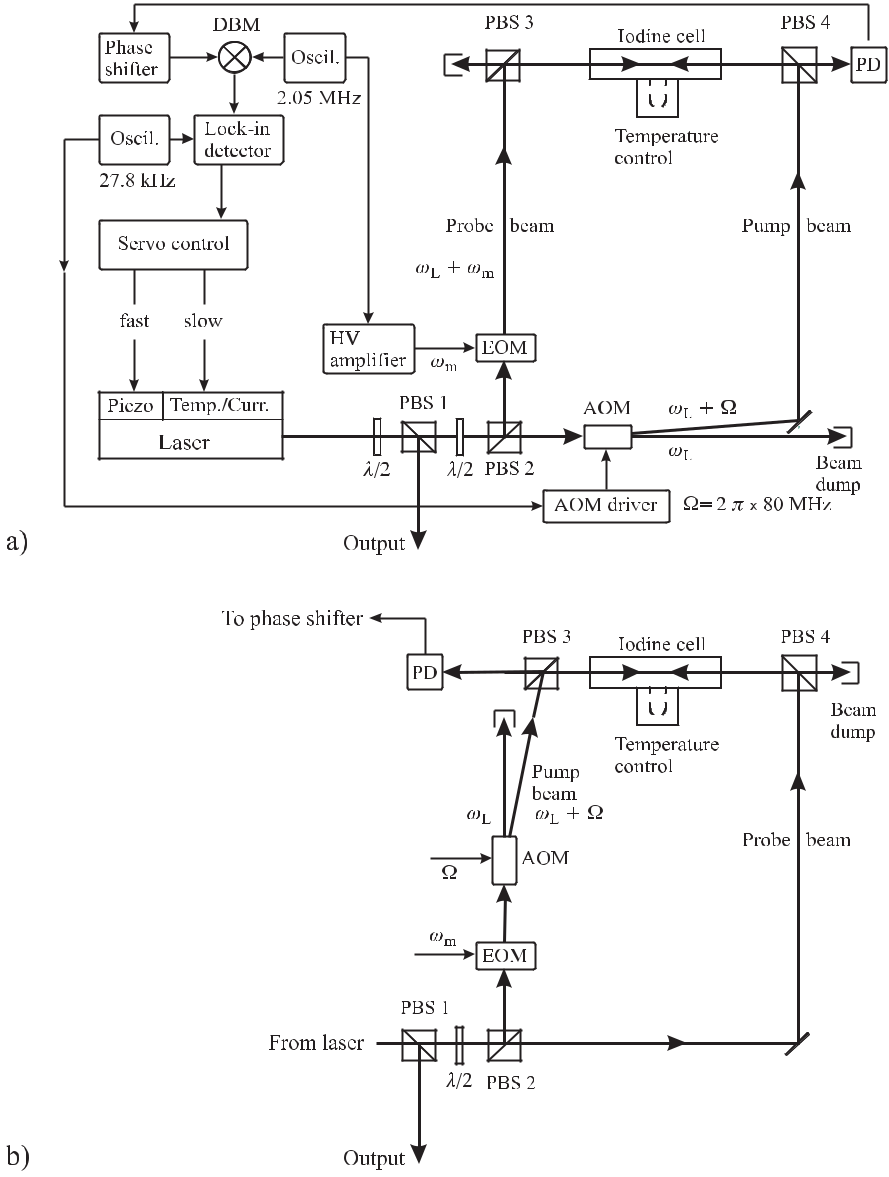 DBM
PBS 3
PBS 4
Phase
shifter
Oscil.
Iodine cell
PD
2.05 MHz
Oscil.
Lock-in
detector
Temperature
control
27.8 kHz
Servo control
Probe beam
Pump beam
ωL + ωm
fast
slow
HV
amplifier
ωm
EOM
Piezo
Temp./Curr.
PBS 1
AOM
ωL + Ω
Laser
λ/2
λ/2
PBS 2
ωL
Beam
dump
AOM driver
Ω= 2 π x 80 MHz
a)
Output
To phase shifter
PBS 3
Iodine cell
PBS 4
PD
Beam
dump
Temperature
control
Pump
beam
ωL
ωL + Ω
Probe beam
Ω
AOM
ωm
EOM
PBS 1
From laser
λ/2
PBS 2
b)
Output